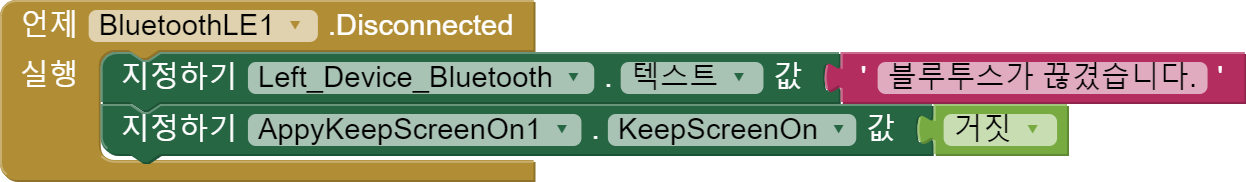 언제 BluetoothLE1 .Disconnected
실행 지정하기 Left_Device_Bluetooth . 텍스트 값 ' 블루투스가 끊겼습니다. '
지정하기 AppyKeepScreenOn1 . KeepScreenOn 값 거짓